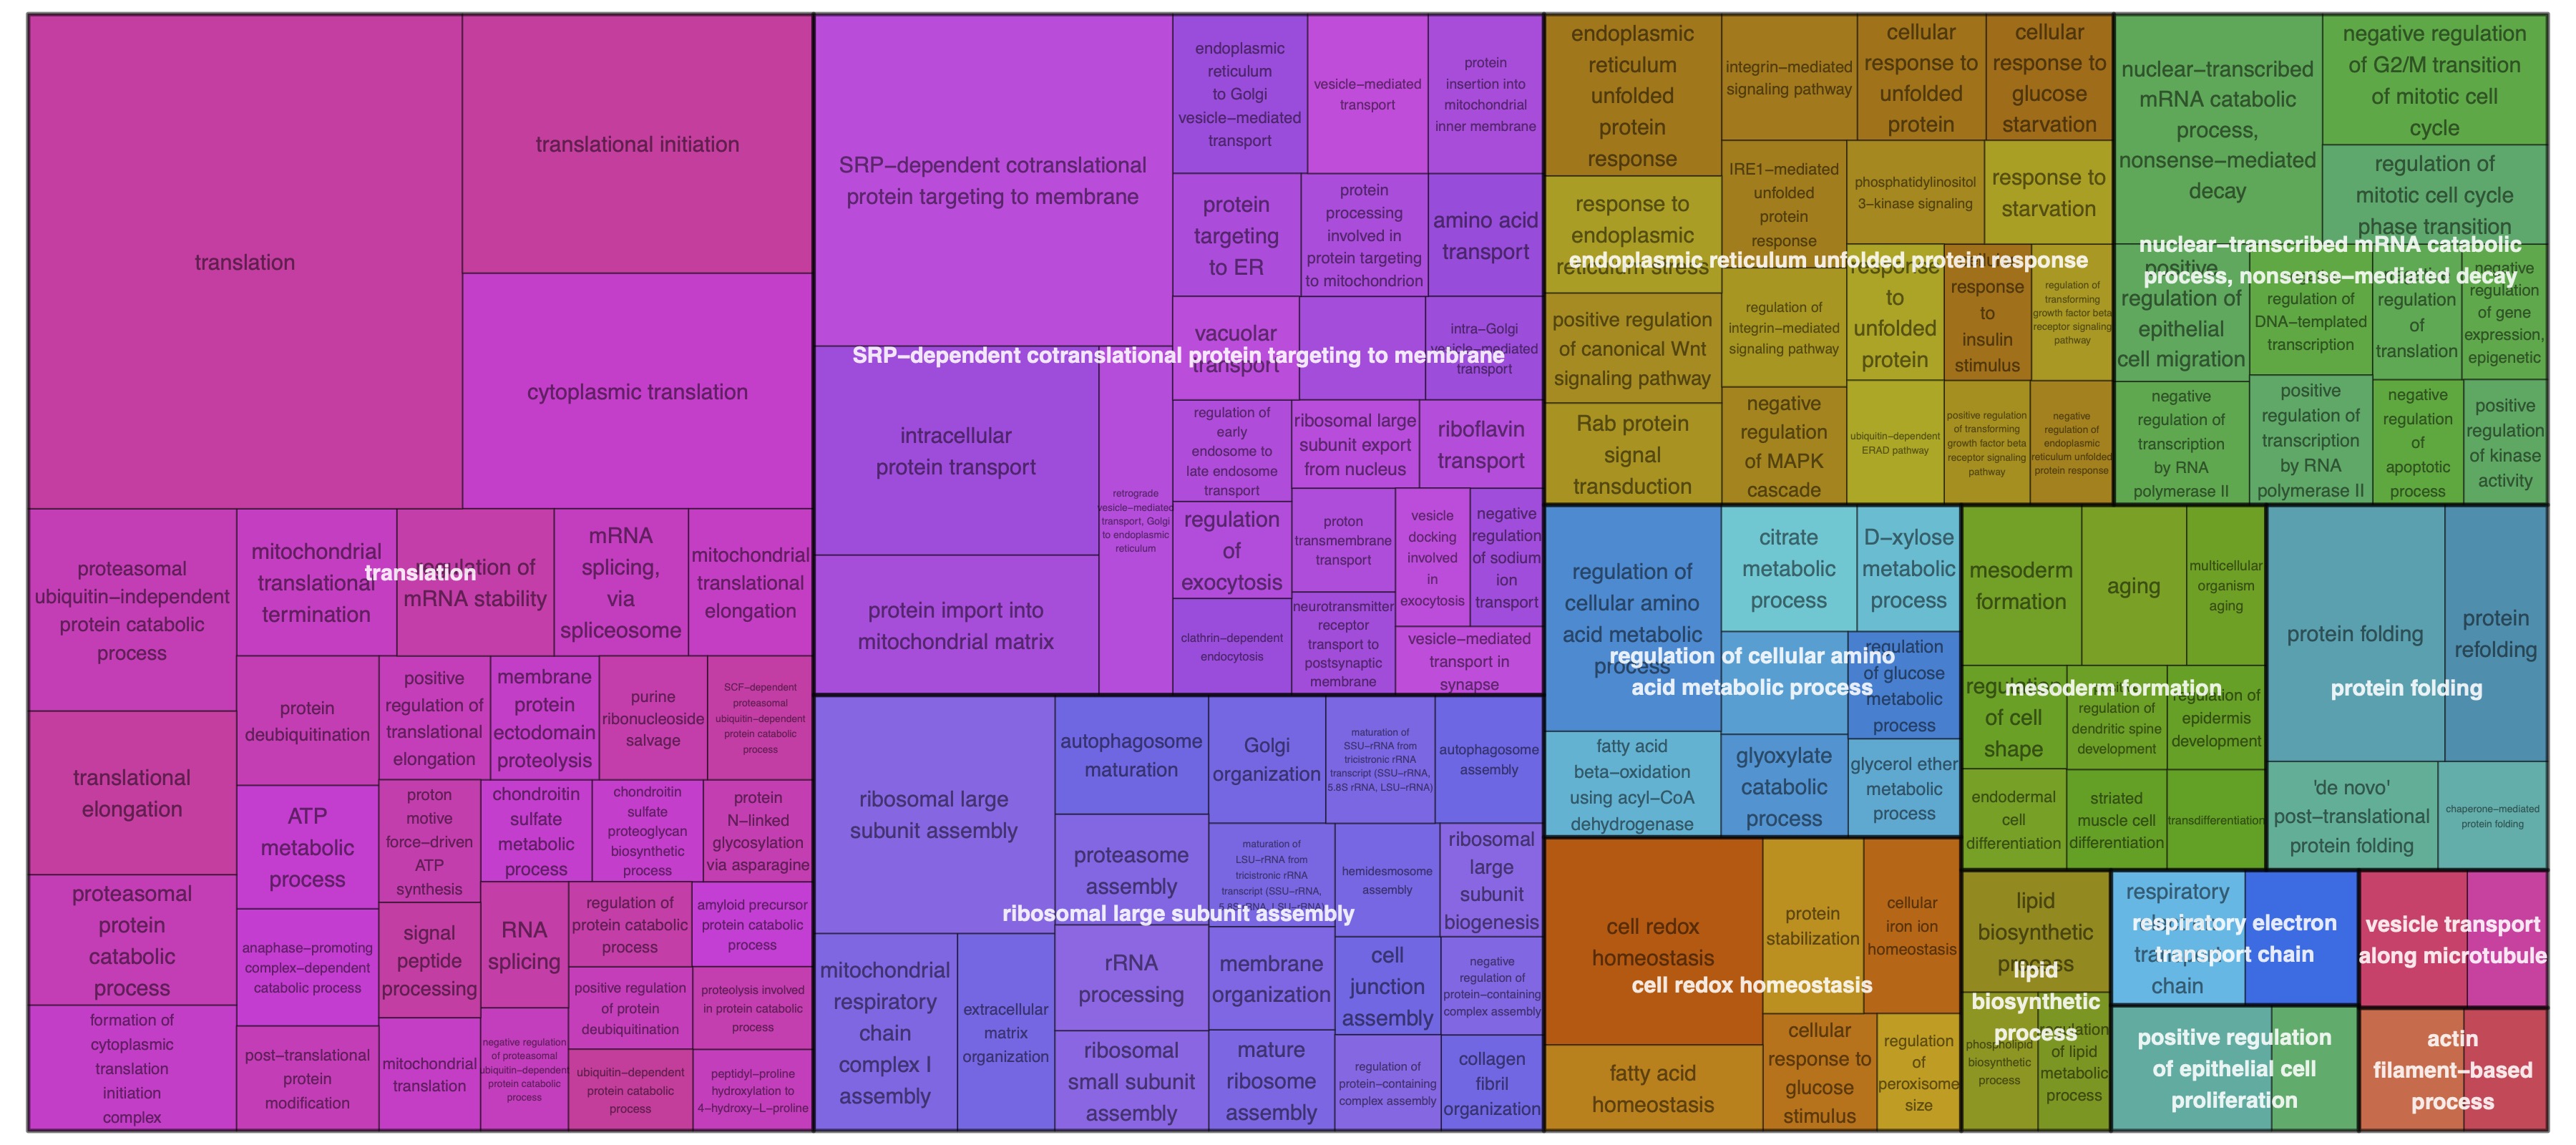 translation
translational initiation
cytoplasmic translation
proteasomal
ubiquitin−independent
protein catabolic
process
mitochondrial
translational
termination
regulation of
mRNA stability
mRNA
splicing,
via
spliceosome
mitochondrial
translational
elongation
translation
translational
elongation
protein
deubiquitination
positive
regulation of
translational
elongation
membrane
protein
ectodomain
proteolysis
purine
ribonucleoside
salvage
SCF−dependent
proteasomal
ubiquitin−dependent
protein catabolic
process
ATP
metabolic
process
proton
motive
force−driven
ATP
synthesis
chondroitin
sulfate
metabolic
process
chondroitin
sulfate
proteoglycan
biosynthetic
process
protein
N−linked
glycosylation
via asparagine
proteasomal
protein
catabolic
process
anaphase−promoting
complex−dependent
catabolic process
signal
peptide
processing
RNA
splicing
regulation of
protein catabolic
process
amyloid precursor
protein catabolic
process
positive regulation
of protein
deubiquitination
proteolysis involved
in protein catabolic
process
formation of
cytoplasmic
translation
initiation
complex
post−translational
protein
modification
mitochondrial
translation
negative regulation
of proteasomal
ubiquitin−dependent
protein catabolic
process
ubiquitin−dependent
protein catabolic
process
peptidyl−proline
hydroxylation to
4−hydroxy−L−proline
SRP−dependent cotranslational
protein targeting to membrane
endoplasmic
reticulum
to Golgi
vesicle−mediated
transport
vesicle−mediated
transport
protein
insertion into
mitochondrial
inner membrane
protein
targeting
to ER
protein
processing
involved in
protein targeting
to mitochondrion
amino acid
transport
vacuolar
transport
intra−Golgi
vesicle−mediated
transport
SRP−dependent cotranslational protein targeting to membrane
intracellular
protein transport
retrograde
vesicle−mediated
transport, Golgi
to endoplasmic
reticulum
regulation of
early
endosome to
late endosome
transport
ribosomal large
subunit export
from nucleus
riboflavin
transport
regulation
of
exocytosis
proton
transmembrane
transport
vesicle
docking
involved
in
exocytosis
negative
regulation
of sodium
ion
transport
protein import into
mitochondrial matrix
clathrin−dependent
endocytosis
neurotransmitter
receptor
transport to
postsynaptic
membrane
vesicle−mediated
transport in
synapse
ribosomal large
subunit assembly
autophagosome
maturation
Golgi
organization
maturation of
SSU−rRNA from
tricistronic rRNA
transcript (SSU−rRNA,
5.8S rRNA, LSU−rRNA)
autophagosome
assembly
proteasome
assembly
maturation of
LSU−rRNA from
tricistronic rRNA
transcript (SSU−rRNA,
5.8S rRNA, LSU−rRNA)
hemidesmosome
assembly
ribosomal
large
subunit
biogenesis
ribosomal large subunit assembly
mitochondrial
respiratory
chain
complex I
assembly
extracellular
matrix
organization
rRNA
processing
membrane
organization
cell
junction
assembly
negative
regulation of
protein−containing
complex assembly
ribosomal
small subunit
assembly
mature
ribosome
assembly
regulation of
protein−containing
complex assembly
collagen
fibril
organization
endoplasmic
reticulum
unfolded
protein
response
integrin−mediated
signaling pathway
cellular
response to
unfolded
protein
cellular
response to
glucose
starvation
IRE1−mediated
unfolded
protein
response
phosphatidylinositol
3−kinase signaling
response to
starvation
response to
endoplasmic
reticulum stress
endoplasmic reticulum unfolded protein response
regulation of
integrin−mediated
signaling pathway
response
to
unfolded
protein
response
to
insulin
stimulus
regulation of
transforming
growth factor beta
receptor signaling
pathway
positive regulation
of canonical Wnt
signaling pathway
Rab protein
signal
transduction
negative
regulation
of MAPK
cascade
ubiquitin−dependent
ERAD pathway
positive regulation
of transforming
growth factor beta
receptor signaling
pathway
negative
regulation of
endoplasmic
reticulum unfolded
protein response
nuclear−transcribed
mRNA catabolic
process,
nonsense−mediated
decay
negative regulation
of G2/M transition
of mitotic cell
cycle
regulation of
mitotic cell cycle
phase transition
nuclear−transcribed mRNA catabolic
process, nonsense−mediated decay
positive
regulation of
epithelial
cell migration
regulation of
DNA−templated
transcription
regulation
of
translation
negative
regulation
of gene
expression,
epigenetic
negative
regulation of
transcription
by RNA
polymerase II
positive
regulation of
transcription
by RNA
polymerase II
negative
regulation
of
apoptotic
process
positive
regulation
of kinase
activity
regulation of
cellular amino
acid metabolic
process
citrate
metabolic
process
D−xylose
metabolic
process
regulation of cellular amino
acid metabolic process
regulation
of glucose
metabolic
process
fatty acid
beta−oxidation
using acyl−CoA
dehydrogenase
glyoxylate
catabolic
process
glycerol ether
metabolic
process
mesoderm
formation
aging
multicellular
organism
aging
mesoderm formation
regulation
of cell
shape
regulation of
dendritic spine
development
regulation of
epidermis
development
endodermal
cell
differentiation
striated
muscle cell
differentiation
transdifferentiation
protein folding
protein
refolding
protein folding
'de novo'
post−translational
protein folding
chaperone−mediated
protein folding
cell redox
homeostasis
protein
stabilization
cellular
iron ion
homeostasis
cell redox homeostasis
fatty acid
homeostasis
cellular
response to
glucose
stimulus
regulation
of
peroxisome
size
lipid
biosynthetic
process
lipid
biosynthetic
process
phospholipid
biosynthetic
process
regulation
of lipid
metabolic
process
respiratory
chain
respiratory electron
transport chain
vesicle transport
along microtubule
positive regulation
of epithelial cell
proliferation
actin
filament−based
process